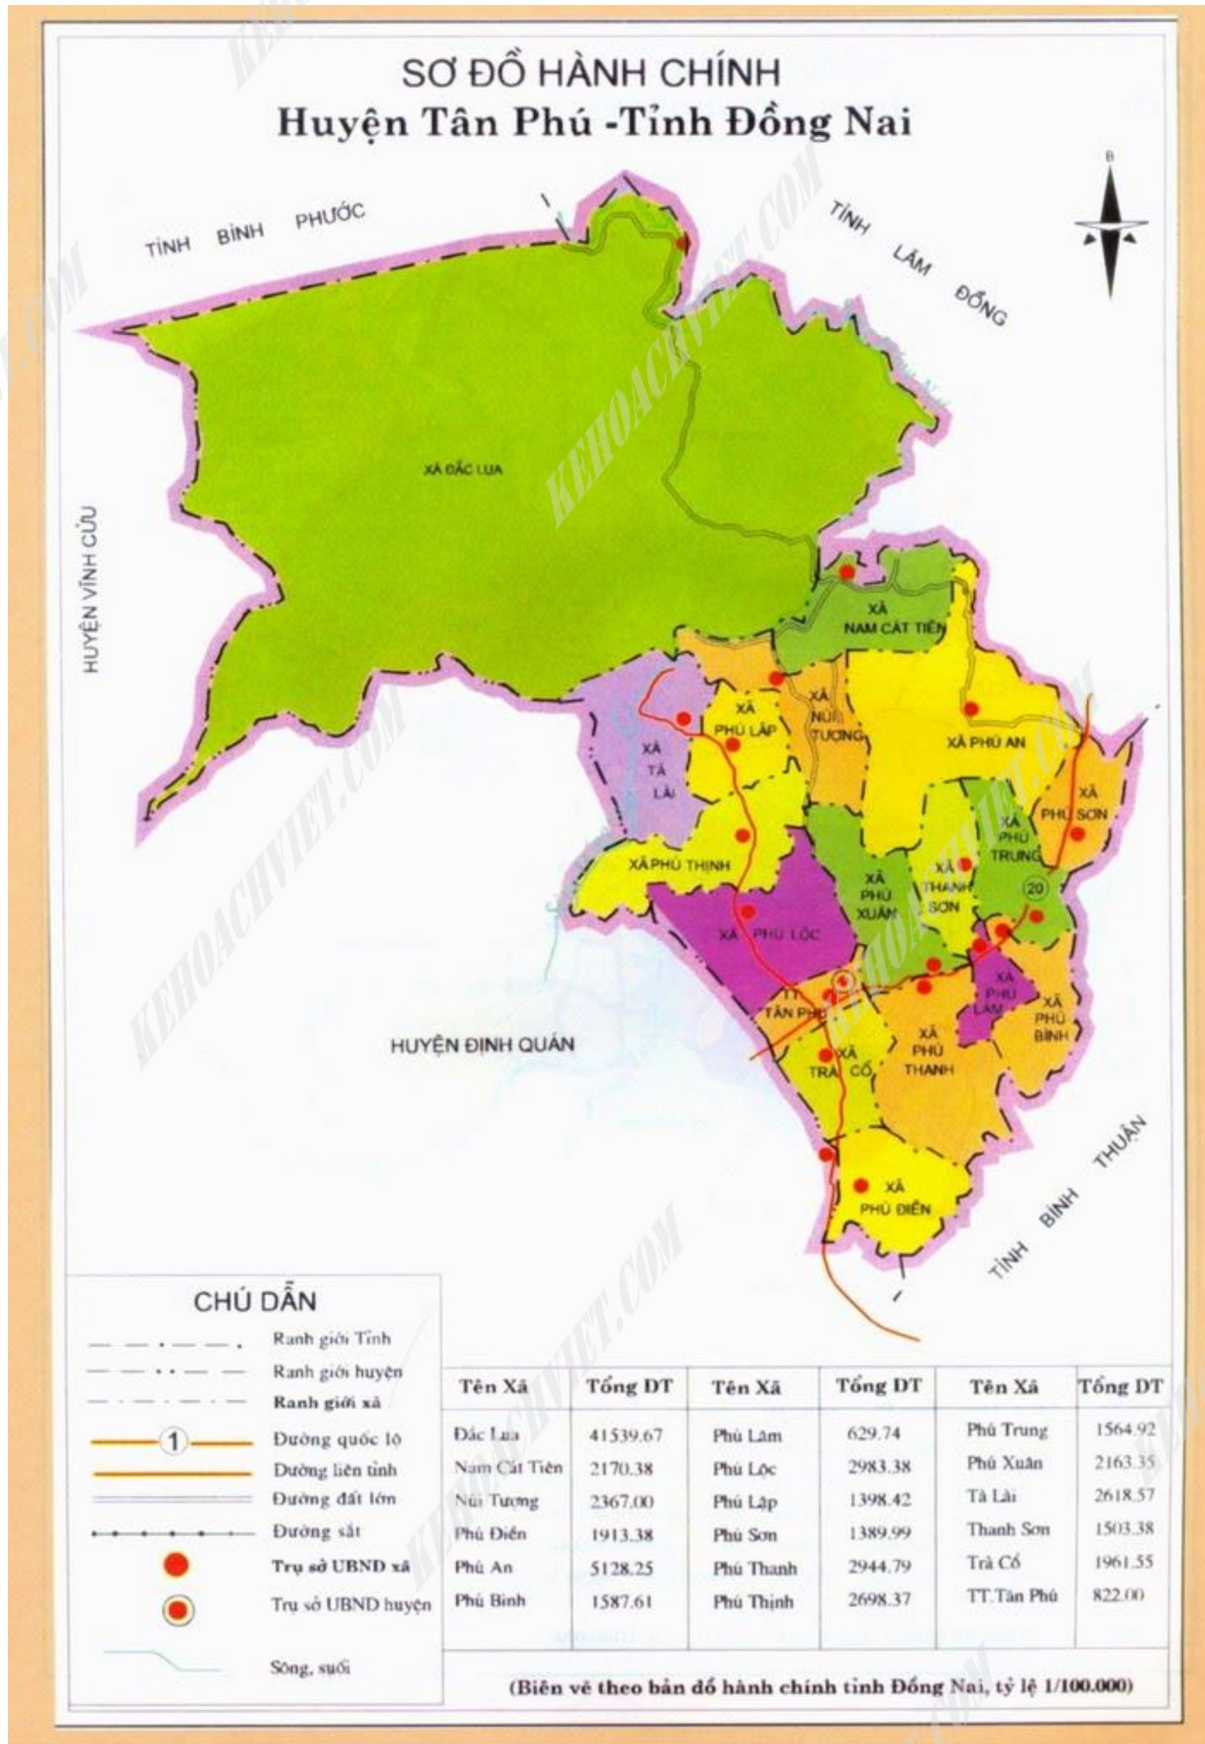 SƠ ĐỒ HÀNH CHÍNH
Huyện Tân Phú -Tỉnh Đồng Nai
B
TỈNH BÌNH PHƯỚC
TỈNH LÂM ĐỒNG
XÃ ĐẮC LUA
HUYỆN VĨNH CỬU
XÃ
NAM CÁT TIÊN
XÃ
PHÚ LẬP
XÃ
NÚI
TƯỢNG
XÃ PHÚ AN
XÃ
TÀ
LÀI
XÃ
PHÚ SƠN
XÃ
PHÚ
TRUNG
XÃ PHÚ THỊNH
XÃ
THANH
SƠN
20
XÃ
PHÚ
XUÂN
XÃ PHÚ LỘC
TT
TÂN PHÚ
XÃ
PHÚ
LÂM
XÃ
PHÚ
BÌNH
XÃ
PHÚ
THANH
XÃ
TRÀ CỔ
HUYỆN ĐỊNH QUÁN
XÃ
PHÚ ĐIỀN
TỈNH BÌNH THUẬN
CHÚ DẪN
Ranh giới Tỉnh
Ranh giới huyện
Ranh giới xã
1 Đường quốc lộ
Đường liên tỉnh
Đường đất lớn
Đường sắt
Trụ sở UBND xã
Trụ sở UBND huyện
Sông, suối
Tên Xã Tổng DT Tên Xã Tổng DT Tên Xã Tổng DT
Đắc Lua 41539.67 Phú Lâm 629.74 Phú Trung 1564.92
Nam Cát Tiên 2170.38 Phú Lộc 2983.38 Phú Xuân 2163.35
Núi Tượng 2367.00 Phú Lập 1398.42 Tà Lài 2618.57
Phú Điền 1913.38 Phú Sơn 1389.99 Thanh Sơn 1503.38
Phú An 5128.25 Phú Thanh 2944.79 Trà Cổ 1961.55
Phú Bình 1587.61 Phú Thịnh 2698.37 TT.Tân Phú 822.00
(Biên vẽ theo bản đồ hành chính tỉnh Đồng Nai, tỷ lệ 1/100.000)
KEHOACHVIET.COM
KEHOACHVIET.COM
KEHOACHVIET.COM
KEHOACHVIET.COM
KEHOACHVIET.COM